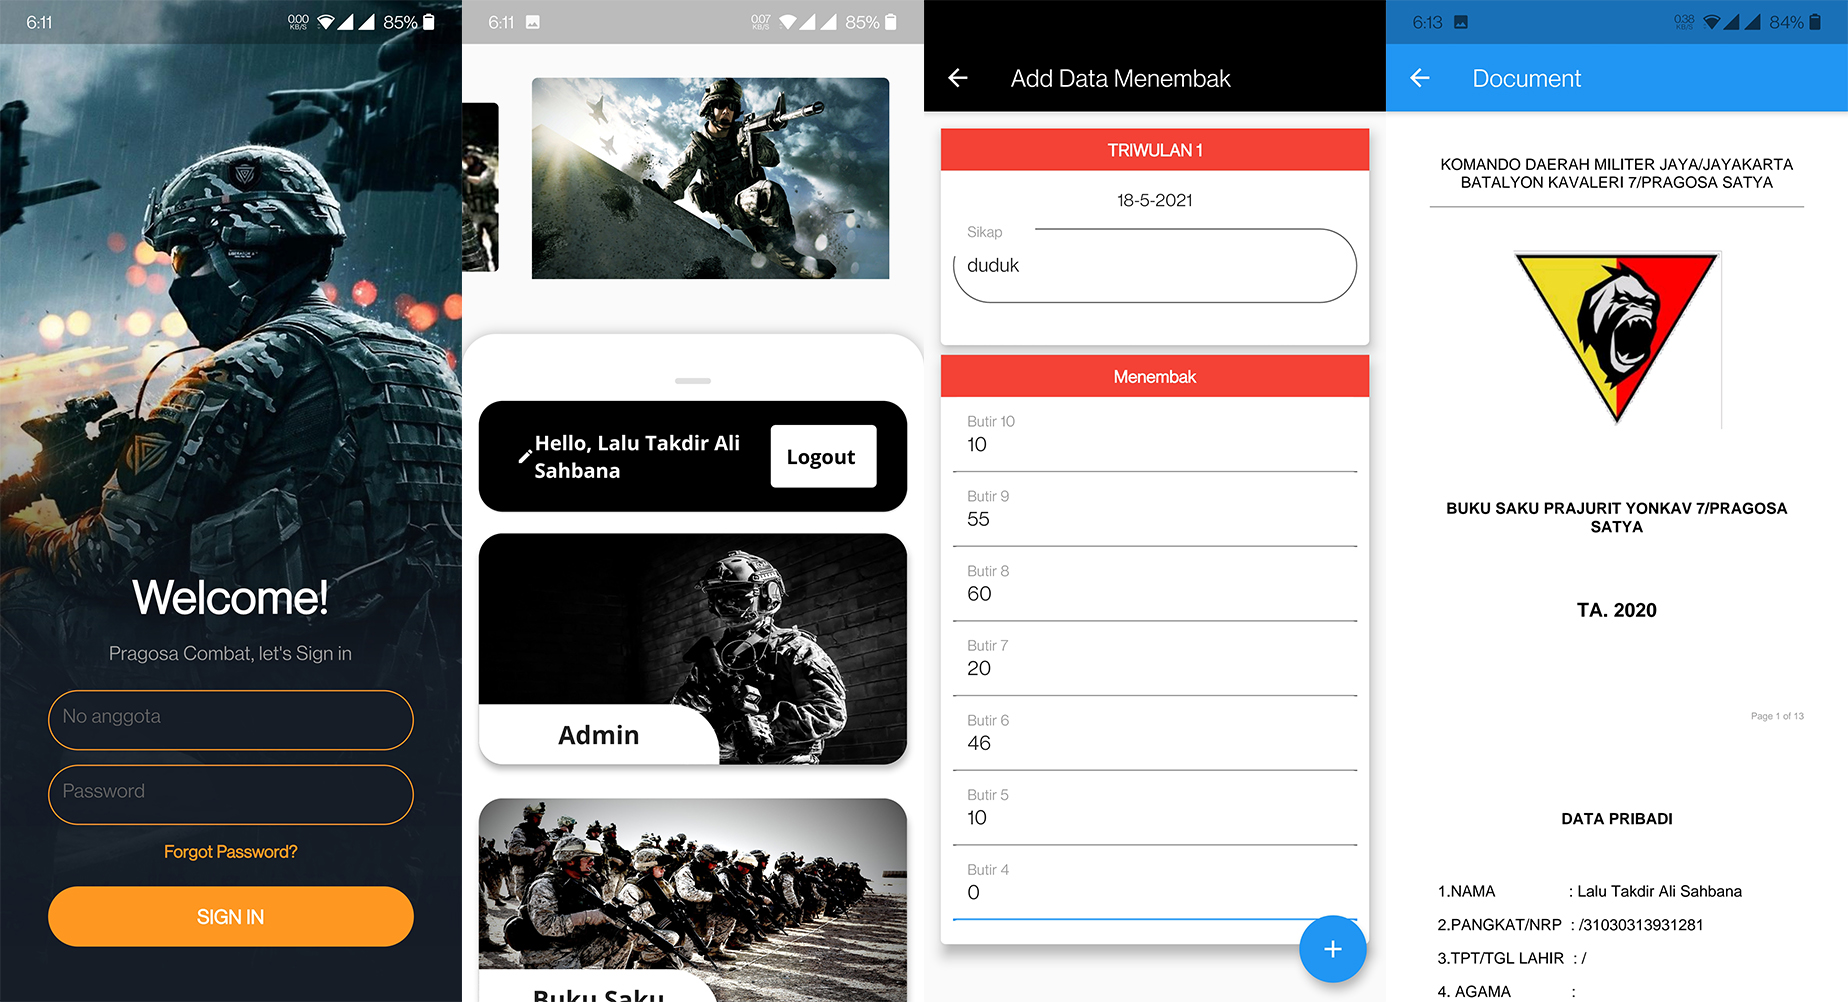 6:11
0.00
KB/S
85%
Welcome!
Pragosa Combat, let's Sign in
No anggota
Password
Forgot Password?
SIGN IN
6:11
0.07
KB/S
85%
Hello, Lalu Takdir Ali
Sahbana
Logout
Admin
Buku Saku
Add Data Menembak
TRIWULAN 1
18-5-2021
Sikap
duduk
Menembak
Butir 10
10
Butir 9
55
Butir 8
60
Butir 7
20
Butir 6
46
Butir 5
10
Butir 4
0
+
6:13
0.38
KB/S
84%
Document
KOMANDO DAERAH MILITER JAYA/JAYAKARTA
BATALYON KAVALERI 7/PRAGOSA SATYA
BUKU SAKU PRAJURIT YONKAV 7/PRAGOSA
SATYA
TA. 2020
Page 1 of 13
DATA PRIBADI
1.NAMA : Lalu Takdir Ali Sahbana
2.PANGKAT/NRP : /31030313931281
3.TPT/TGL LAHIR : /
4. AGAMA :